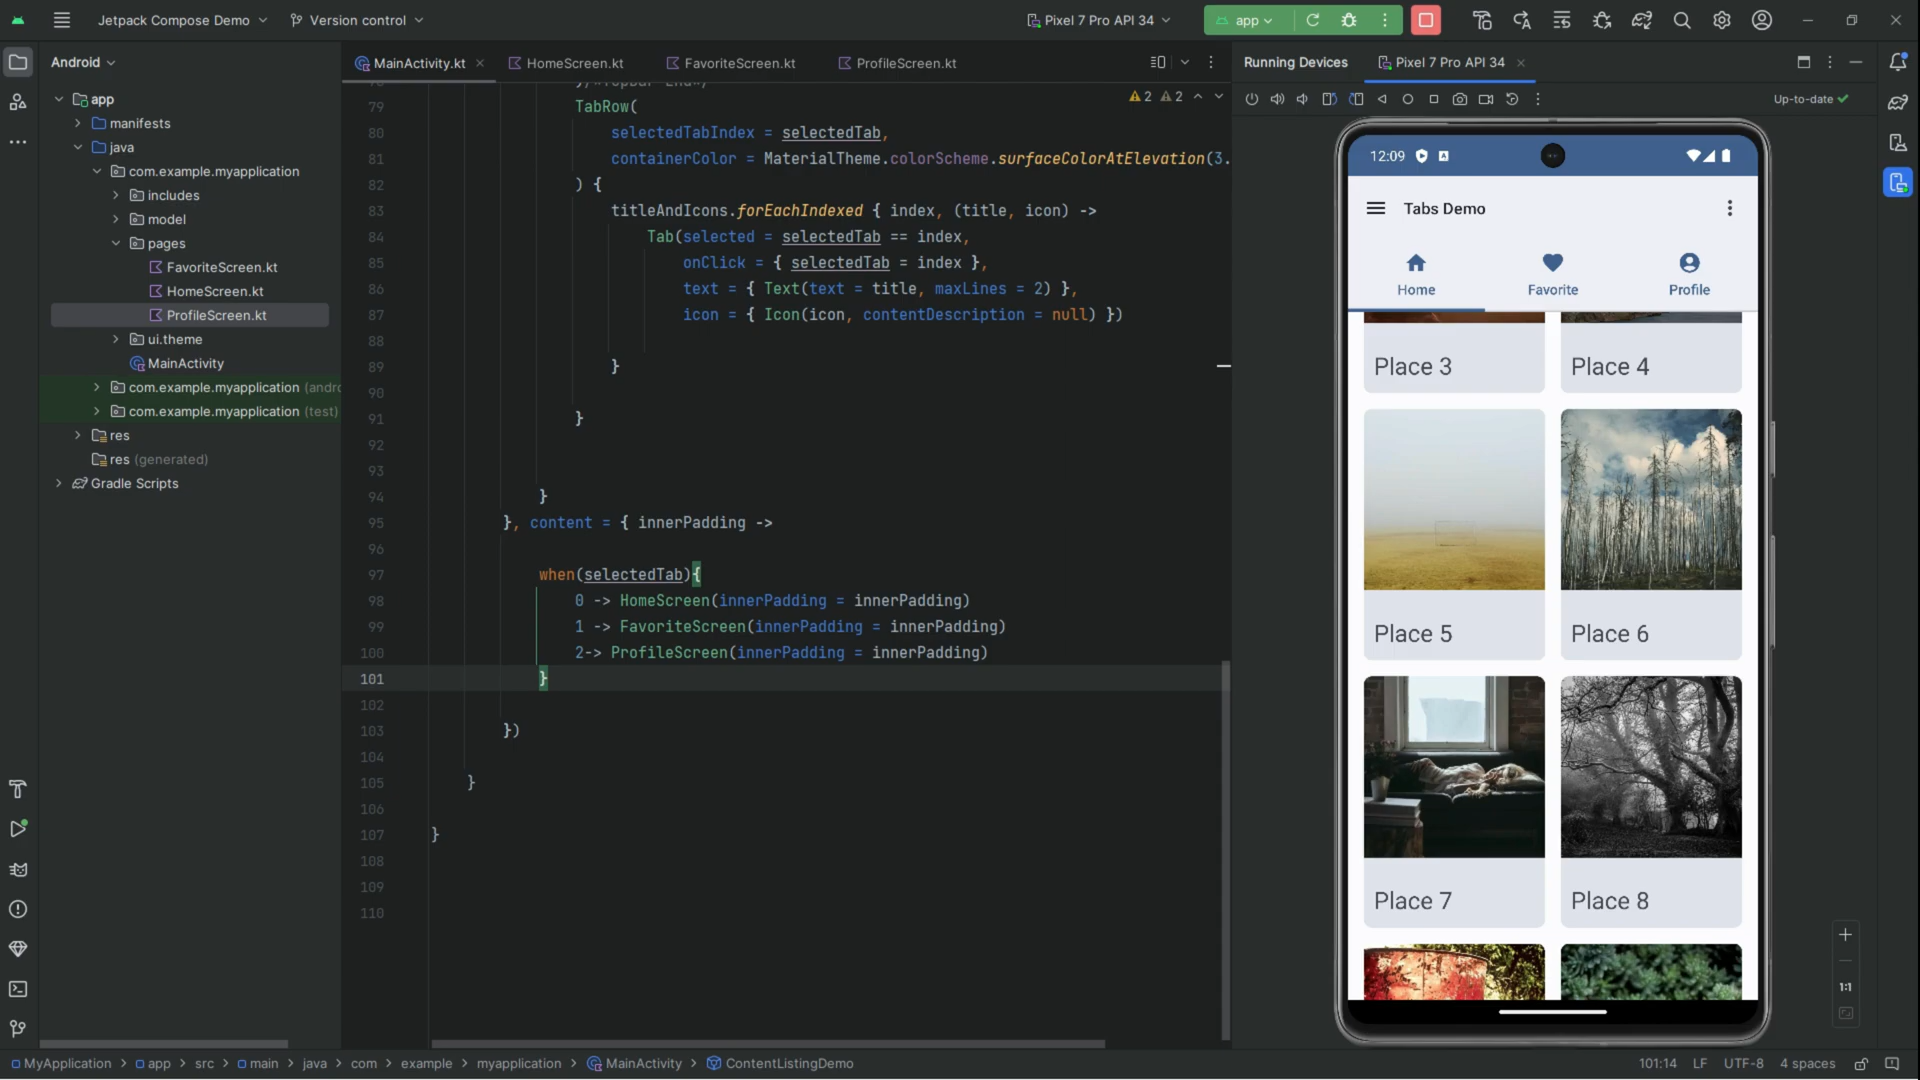 Jetpack Compose Demo
Version control
Pixel 7 Pro API 34
app
Android
MainActivity.kt
HomeScreen.kt
FavoriteScreen.kt
ProfileScreen.kt
Running Devices
Pixel 7 Pro API 34
app
manifests
java
com.example.myapplication
includes
model
pages
FavoriteScreen.kt
HomeScreen.kt
ProfileScreen.kt
ui.theme
MainActivity
com.example.myapplication (andro
com.example.myapplication (test)
res
res (generated)
Gradle Scripts
2 2
79 TabRow(
80 selectedTabIndex = selectedTab,
81 containerColor = MaterialTheme.colorScheme.surfaceColorAtElevation(3.
82 ) {
83 titleAndIcons.forEachIndexed { index, (title, icon) ->
84 Tab(selected = selectedTab == index,
85 onClick = { selectedTab = index },
86 text = { Text(text = title, maxLines = 2) },
87 icon = { Icon(icon, contentDescription = null) })
88
89 }
90
91 }
92
93
94 }
95 }, content = { innerPadding ->
96
97 when(selectedTab){
98 0 -> HomeScreen(innerPadding = innerPadding)
99 1 -> FavoriteScreen(innerPadding = innerPadding)
100 2-> ProfileScreen(innerPadding = innerPadding)
101 }
102
103 })
104
105 }
106
107 }
108
109
110
Up-to-date
12:09
Tabs Demo
Home Favorite Profile
Place 3 Place 4
Place 5 Place 6
Place 7 Place 8
1:1
MyApplication > app > src > main > java > com > example > myapplication > MainActivity > ContentListingDemo
101:14 LF UTF-8 4 spaces